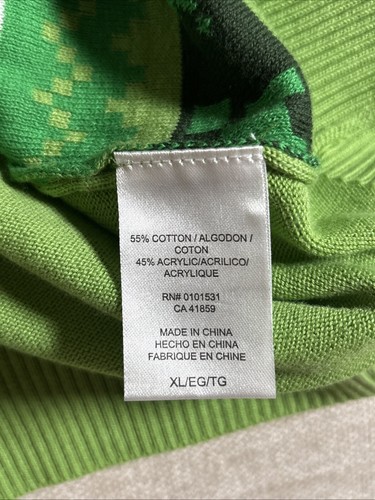 55% COTTON / ALGODON /
COTON
45% ACRYLIC/ACRILICO/
ACRYLIQUE
RN# 0101531
CA 41859
MADE IN CHINA
HECHO EN CHINA
FABRIQUE EN CHINE
XL/EG/TG